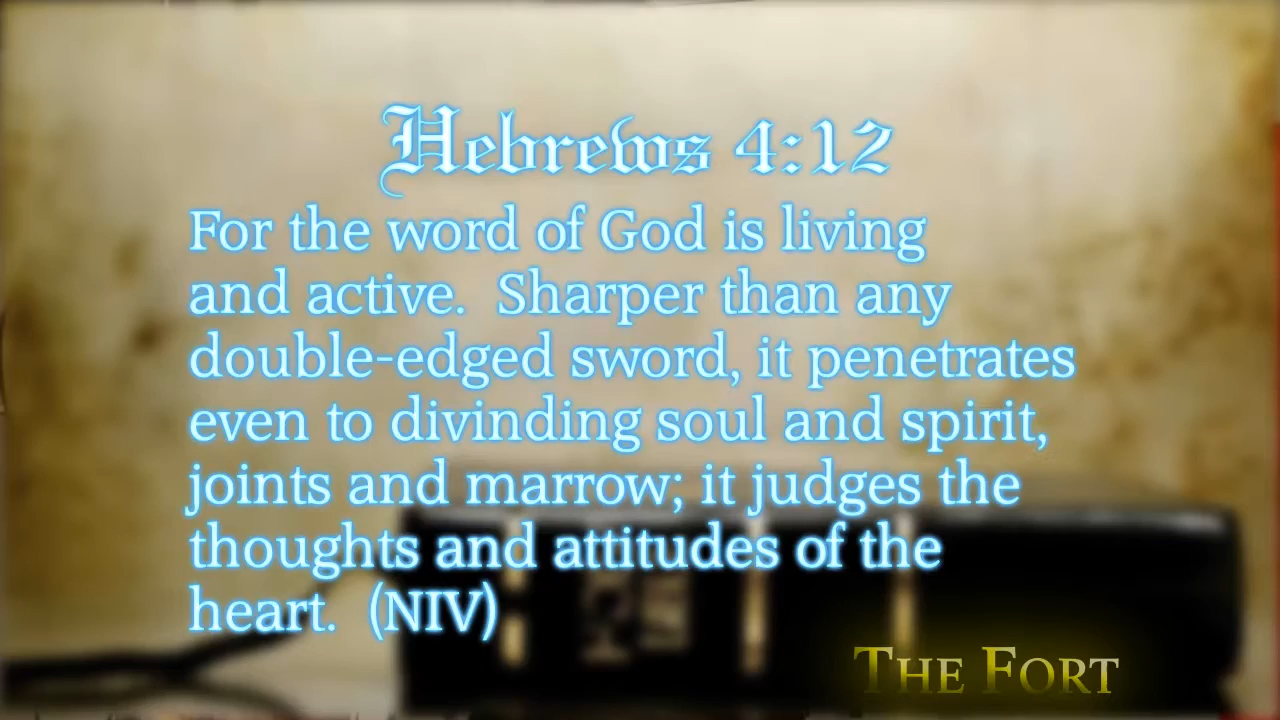 Hebrews 4:12
For the word of God is living
and active.  Sharper than any
double-edged sword, it penetrates
even to divinding soul and spirit,
joints and marrow; it judges the
thoughts and attitudes of the
heart.  (NIV)
The Fort